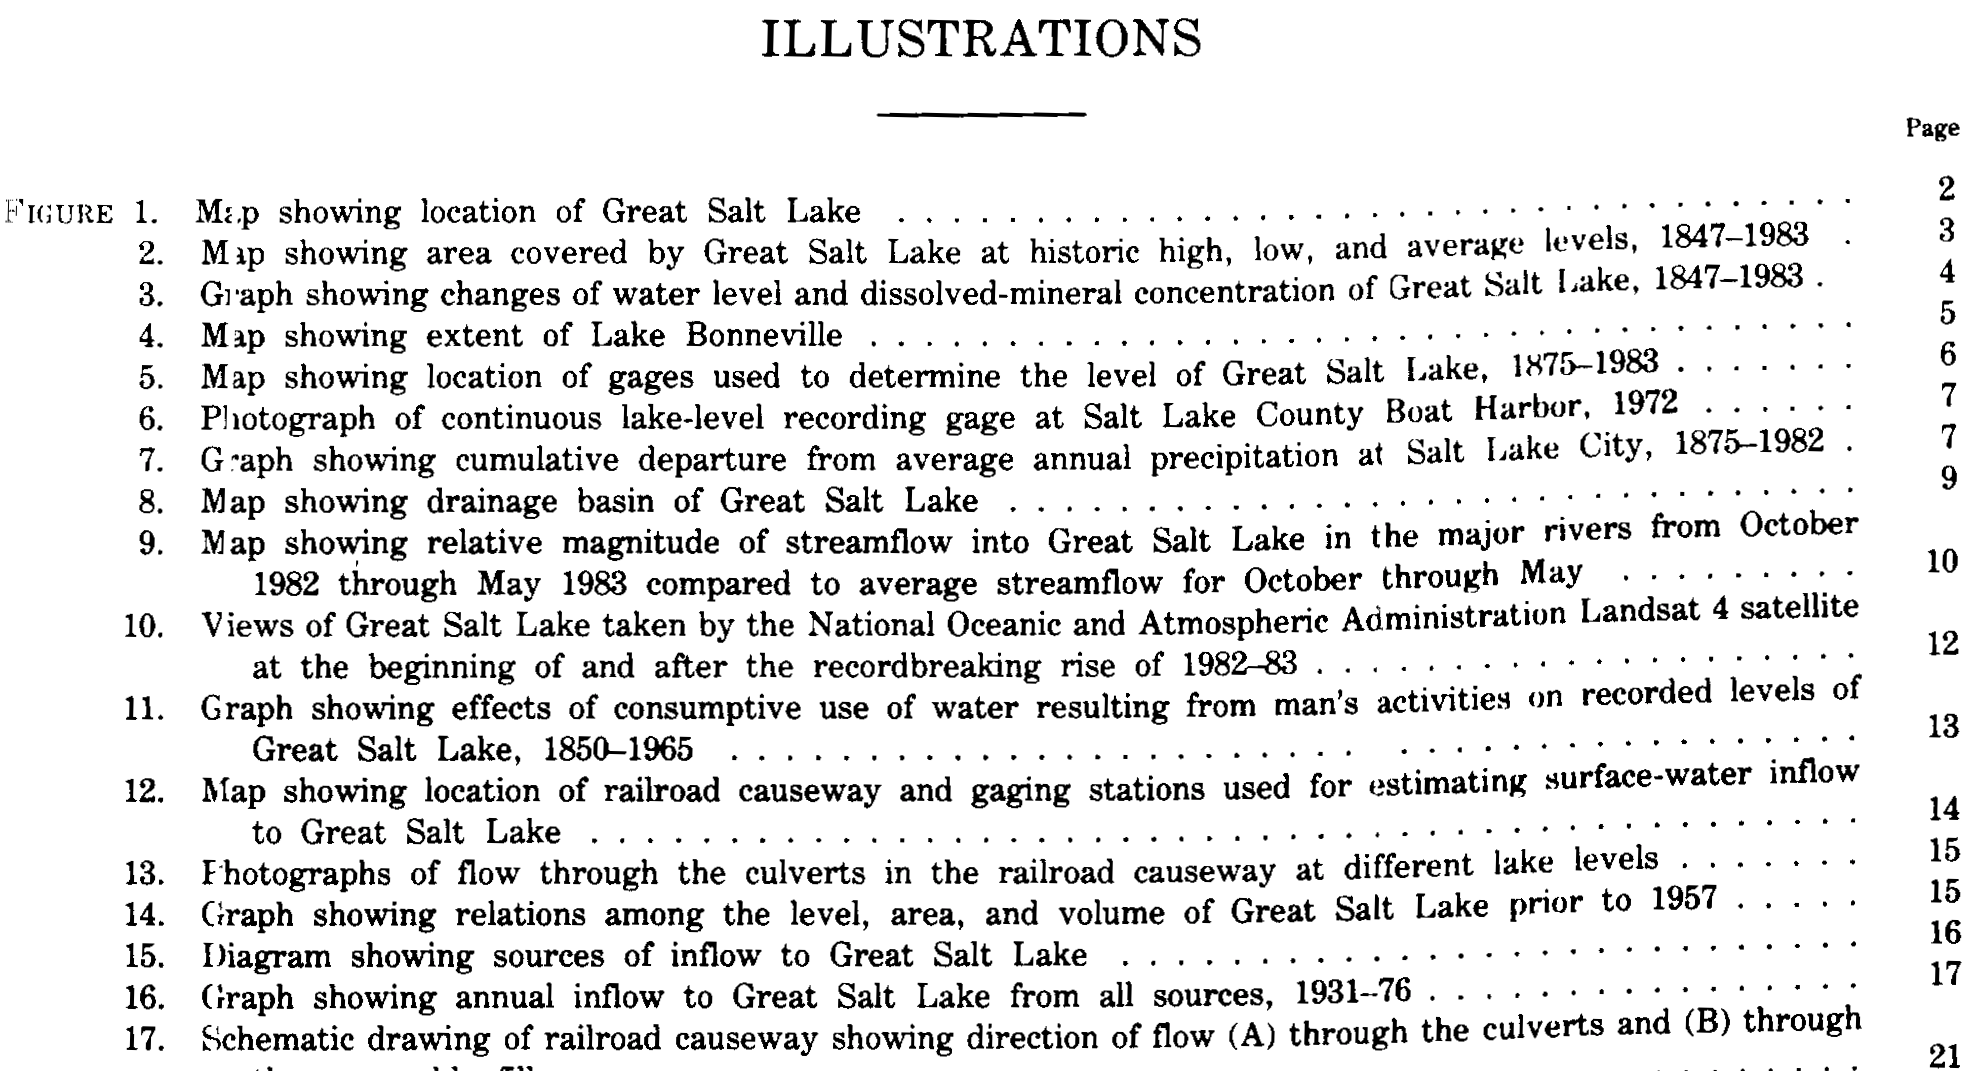 ILLUSTRATIONS
Page
FIGURE 1. Map showing location of Great Salt Lake . . . . . . . . . . . . . . . . . . . . . . . . . . . . . . . . . . . 2
2. Map showing area covered by Great Salt Lake at historic high, low, and average levels, 1847–1983 . 3
3. Graph showing changes of water level and dissolved-mineral concentration of Great Salt Lake, 1847–1983 . 4
4. Map showing extent of Lake Bonneville . . . . . . . . . . . . . . . . . . . . . . . . . . . . . . . . . . . . 5
5. Map showing location of gages used to determine the level of Great Salt Lake, 1875–1983 . . . . . . . 6
6. Photograph of continuous lake-level recording gage at Salt Lake County Boat Harbor, 1972 . . . . . . 7
7. Graph showing cumulative departure from average annual precipitation at Salt Lake City, 1875–1982 . 7
8. Map showing drainage basin of Great Salt Lake . . . . . . . . . . . . . . . . . . . . . . . . . . . . . . . 9
9. Map showing relative magnitude of streamflow into Great Salt Lake in the major rivers from October
1982 through May 1983 compared to average streamflow for October through May . . . . . . . . . 10
10. Views of Great Salt Lake taken by the National Oceanic and Atmospheric Administration Landsat 4 satellite
at the beginning of and after the recordbreaking rise of 1982–83 . . . . . . . . . . . . . . . . . . . . 12
11. Graph showing effects of consumptive use of water resulting from man's activities on recorded levels of
Great Salt Lake, 1850–1965 . . . . . . . . . . . . . . . . . . . . . . . . . . . . . . . . . . . . . . . . 13
12. Map showing location of railroad causeway and gaging stations used for estimating surface-water inflow
to Great Salt Lake . . . . . . . . . . . . . . . . . . . . . . . . . . . . . . . . . . . . . . . . . . . . . . 14
13. Photographs of flow through the culverts in the railroad causeway at different lake levels . . . . . . . 15
14. Graph showing relations among the level, area, and volume of Great Salt Lake prior to 1957 . . . . . 15
15. Diagram showing sources of inflow to Great Salt Lake . . . . . . . . . . . . . . . . . . . . . . . . . . . 16
16. Graph showing annual inflow to Great Salt Lake from all sources, 1931–76 . . . . . . . . . . . . . . . . 17
17. Schematic drawing of railroad causeway showing direction of flow (A) through the culverts and (B) through
21